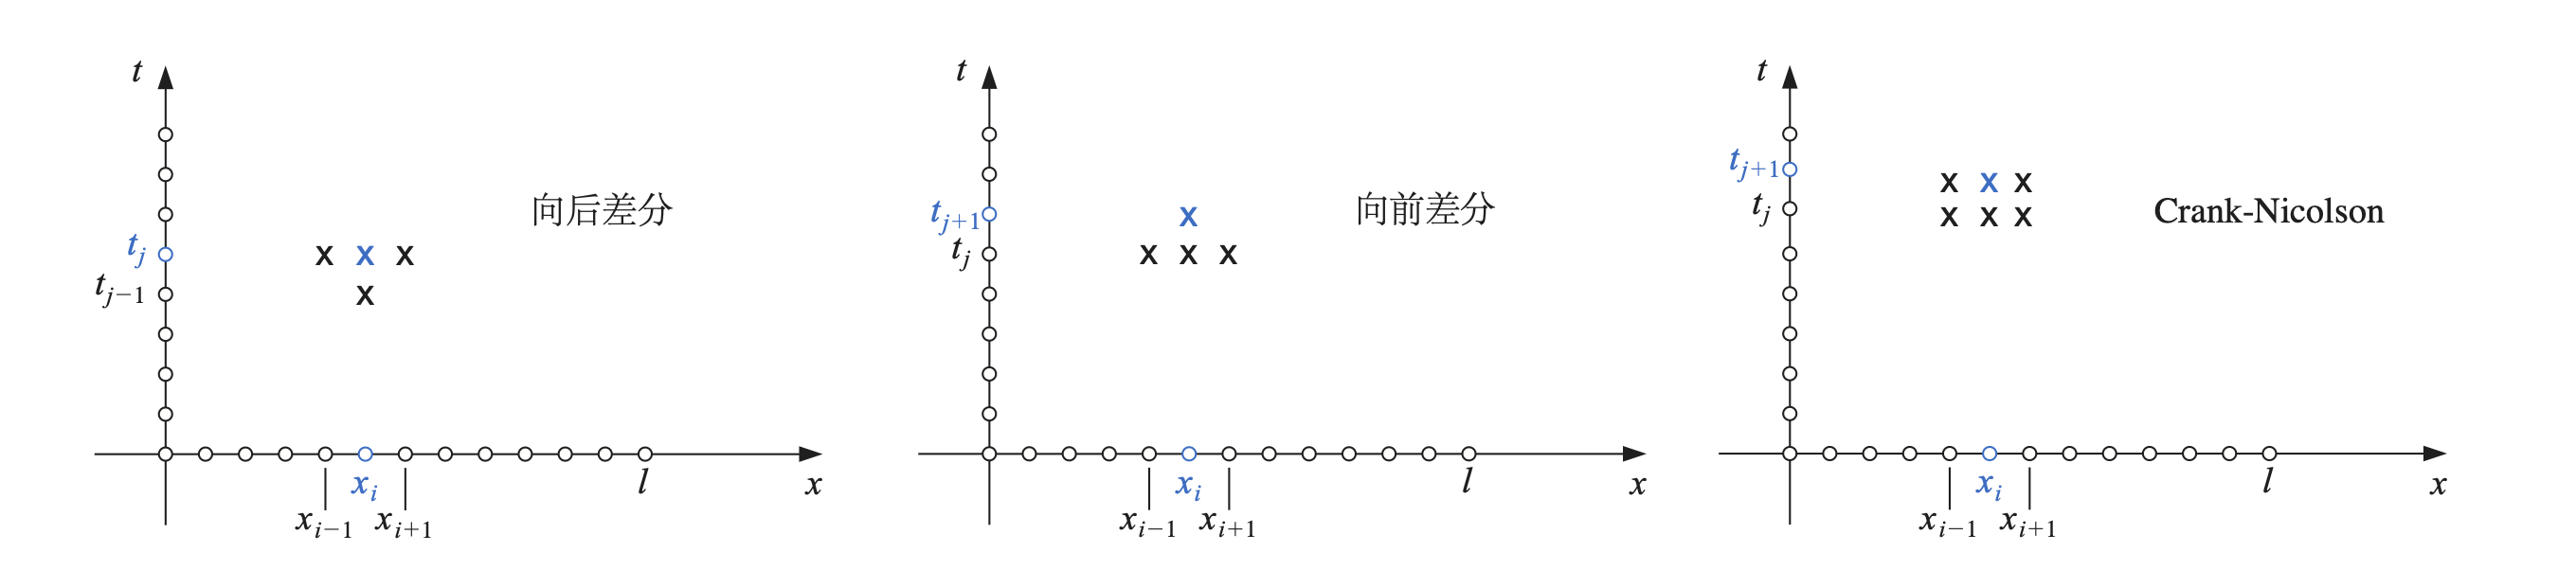 t
t_j
t_{j−1}
x x x
x
向后差分
x_i
l
x
x_{i−1} x_{i+1}
t
t_{j+1}
t_j
x
x x x
向前差分
x_i
l
x
x_{i−1} x_{i+1}
t
t_{j+1}
t_j
x x x
x x x
Crank-Nicolson
x_i
l
x
x_{i−1} x_{i+1}